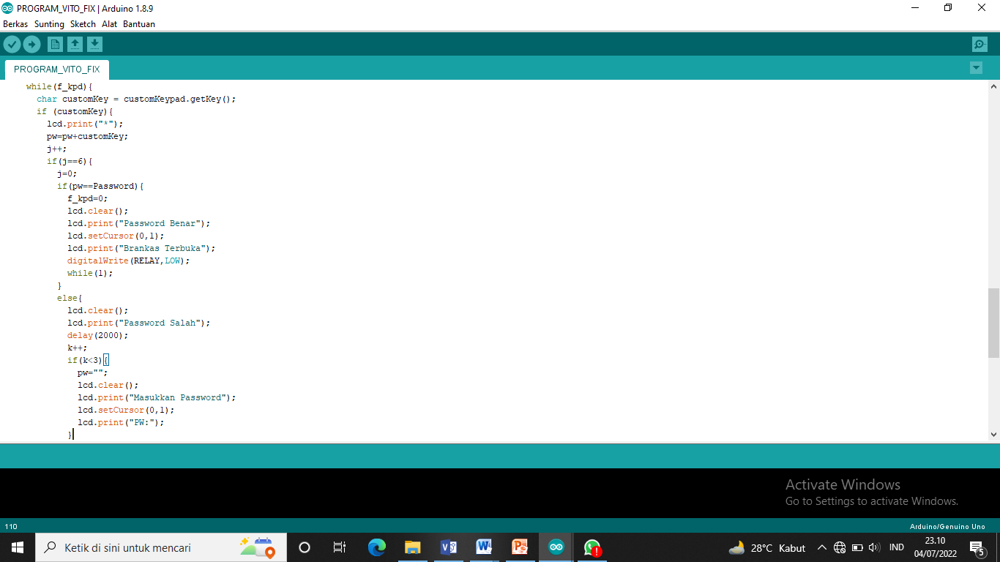 PROGRAM_VITO_FIX | Arduino 1.8.9
Berkas Sunting Sketch Alat Bantuan
PROGRAM_VITO_FIX
while(f_kpd){
char customKey = customKeypad.getKey();
if (customKey){
lcd.print("*");
pw=pw+customKey;
j++;
if(j==6){
j=0;
if(pw==Password){
f_kpd=0;
lcd.clear();
lcd.print("Password Benar");
lcd.setCursor(0,1);
lcd.print("Brankas Terbuka");
digitalWrite(RELAY,LOW);
while(1);
}
else{
lcd.clear();
lcd.print("Password Salah");
delay(2000);
k++;
if(k<3){
pw="";
lcd.clear();
lcd.print("Masukkan Password");
lcd.setCursor(0,1);
lcd.print("PW:");
}
Activate Windows
Go to Settings to activate Windows.
110
Arduino/Genuino Uno
Ketik di sini untuk mencari
28°C Kabut
IND
23.10
04/07/2022
5